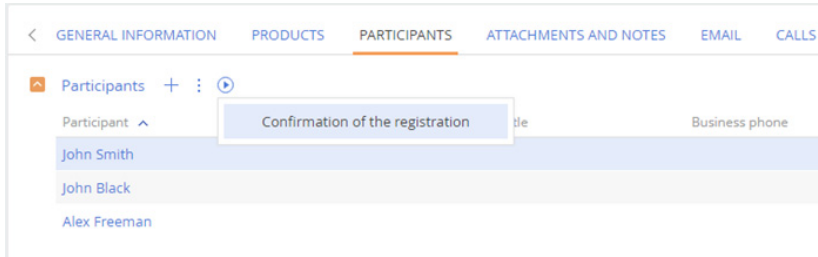 GENERAL INFORMATION PRODUCTS PARTICIPANTS ATTACHMENTS AND NOTES EMAIL CALLS
Participants
Confirmation of the registration
Participant Business phone
John Smith
John Black
Alex Freeman